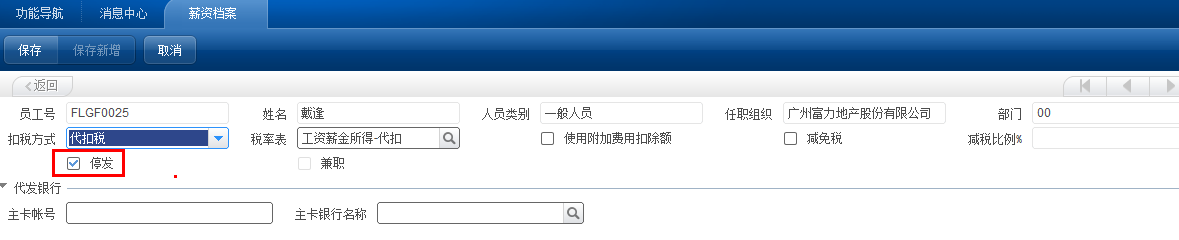 功能导航 消息中心 薪资档案
保存 保存新增 取消
返回
员工号 FLGF0025 姓名 戴逢 人员类别 一般人员 任职组织 广州富力地产股份有限公司 部门 00
扣税方式 代扣税 税率表 工资薪金所得-代扣 使用附加费用扣除额 减免税 减税比例%
停发 兼职
代发银行
主卡帐号 主卡银行名称